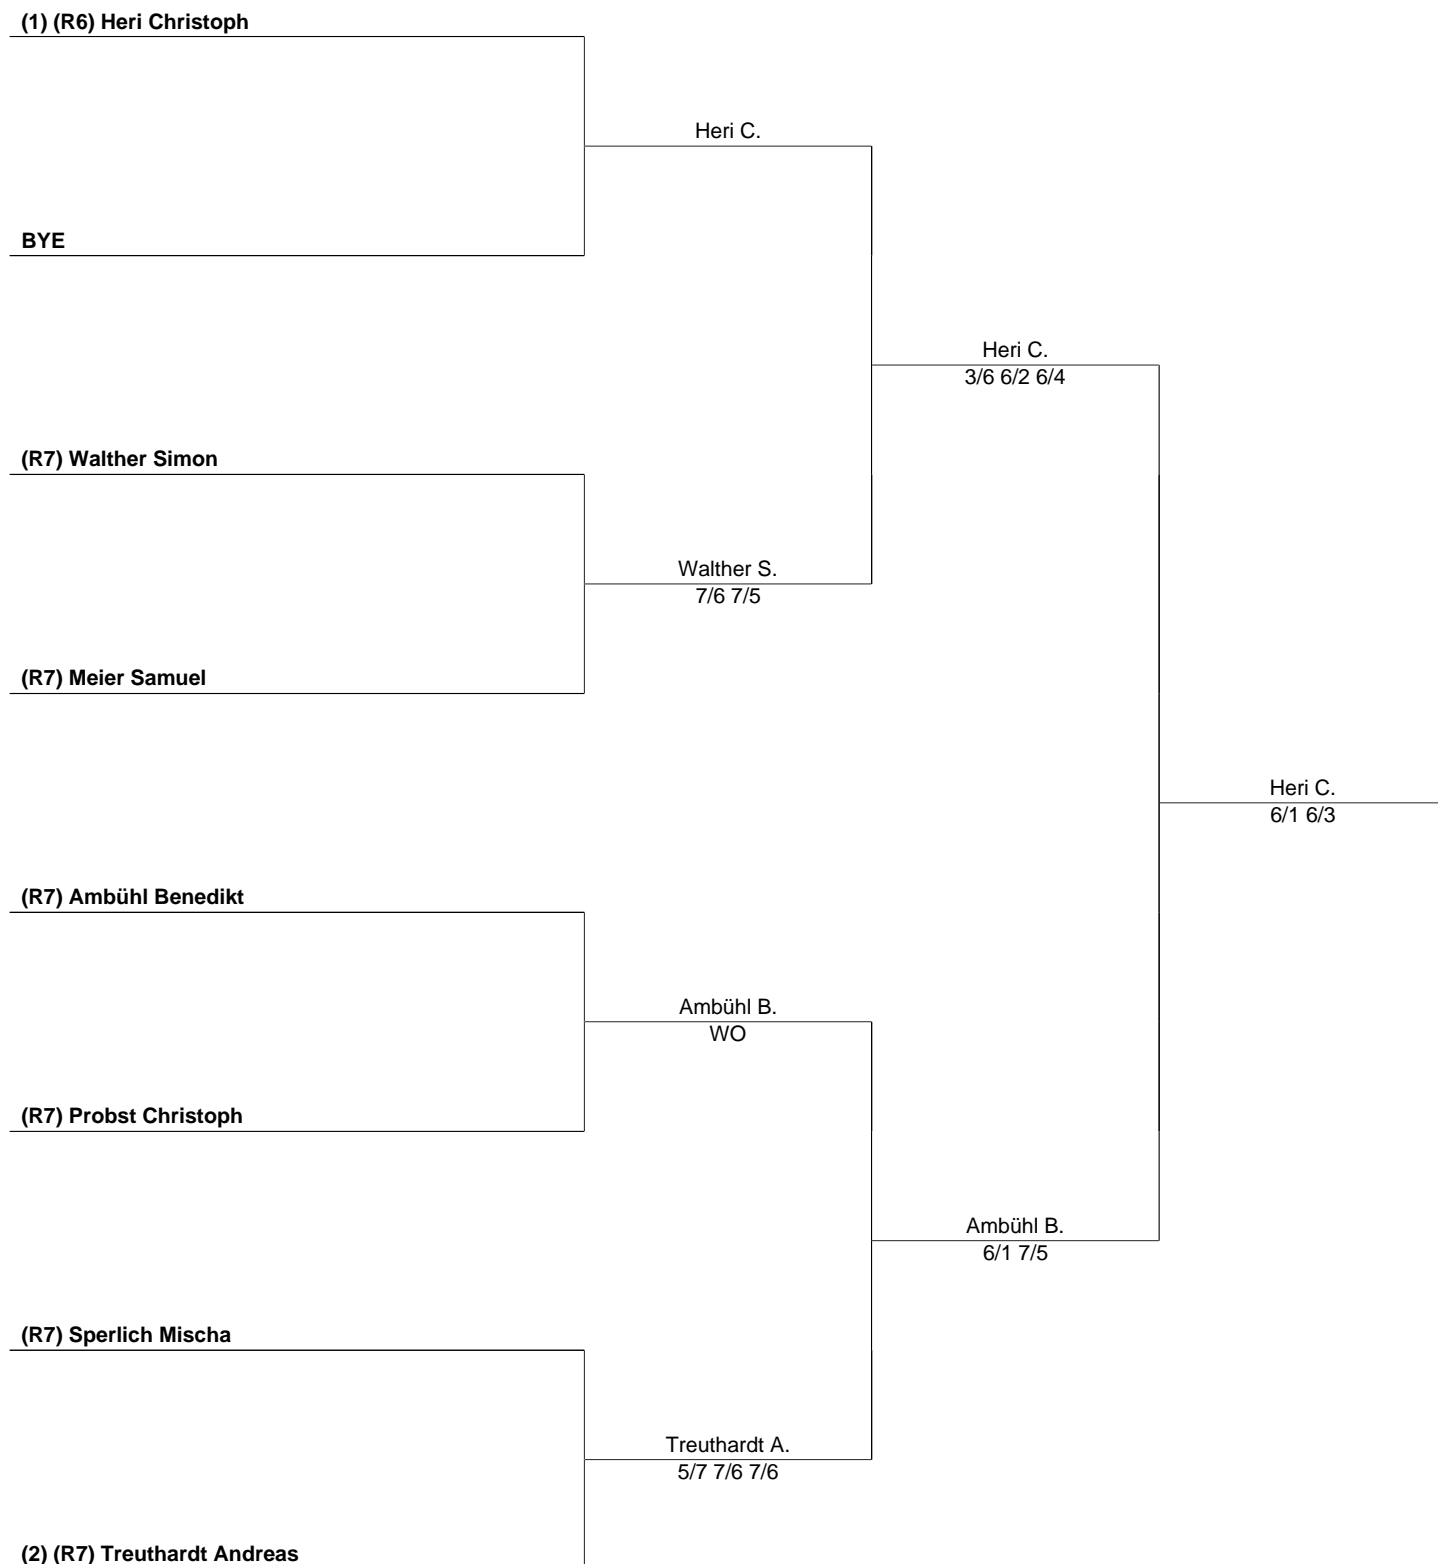 (1) (R6) Heri Christoph
Heri C.
BYE
Heri C.
3/6 6/2 6/4
(R7) Walther Simon
Walther S.
7/6 7/5
(R7) Meier Samuel
Heri C.
6/1 6/3
(R7) Ambühl Benedikt
Ambühl B.
WO
(R7) Probst Christoph
Ambühl B.
6/1 7/5
(R7) Sperlich Mischa
Treuthardt A.
5/7 7/6 7/6
(2) (R7) Treuthardt Andreas